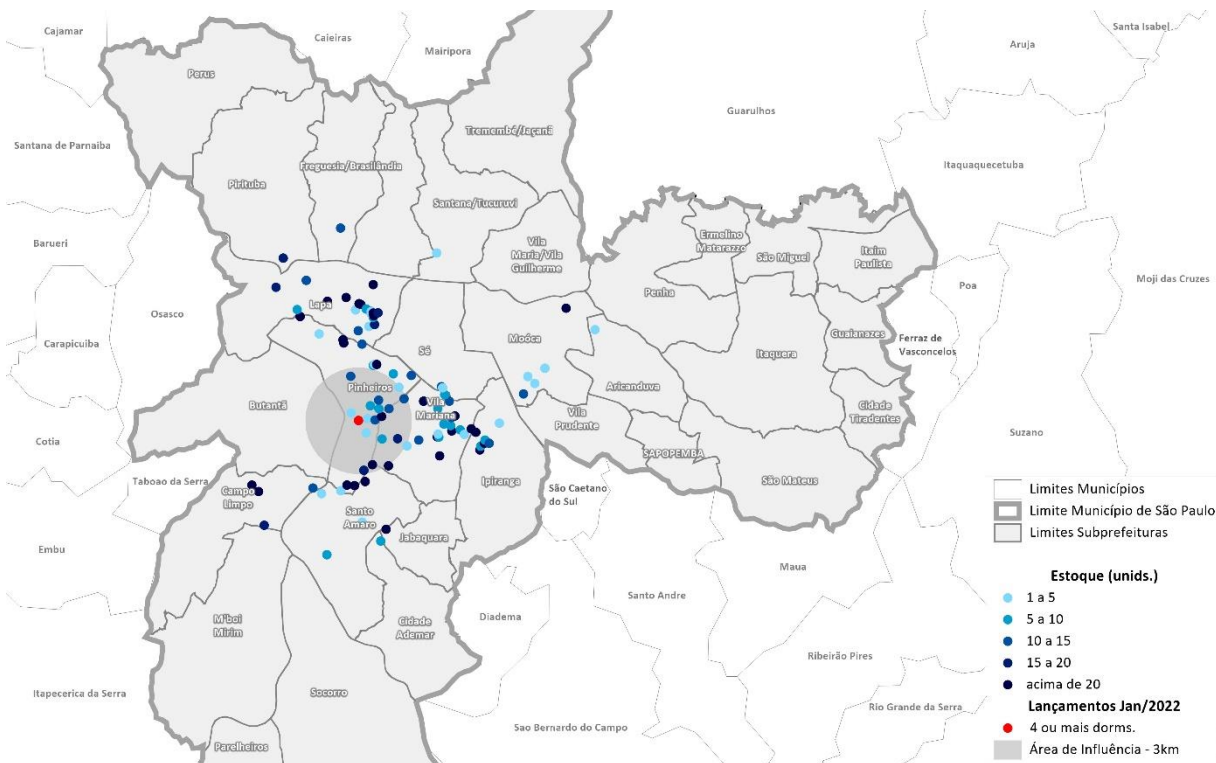 Cajamar
Caieiras
Mairipora
Santa Isabel
Aruja
Perus
Guarulhos
Tremembé/Jaçanã
Santana de Parnaiba
Freguesia/Brasilândia
Itaquaquecetuba
Pirituba
Santana/Tucuruvi
Ermelino
Matarazzo
São Miguel
Itaim
Paulista
Vila
Maria/Vila
Guilherme
Barueri
Moji das Cruzes
Poa
Penha
Lapa
Osasco
Guaianazes
Ferraz de
Vasconcelos
Carapicuiba
Moóca
Sé
Itaquera
Pinheiros
Aricanduva
Butantã
Vila
Mariana
Cidade
Tiradentes
Vila
Prudente
Suzano
Cotia
SAPOPEMBA
São Mateus
Taboao da Serra
Campo
Limpo
Ipiranga
São Caetano
do Sul
Santo
Amaro
Jabaquara
Embu
Maua
Santo Andre
Diadema
M'boi
Mirim
Cidade
Ademar
Ribeirão Pires
Itapecerica da Serra
Socorro
Rio Grande da Serra
Sao Bernardo do Campo
Parelheiros
Limites Municípios
Limite Município de São Paulo
Limites Subprefeituras
Estoque (unids.)
1 a 5
5 a 10
10 a 15
15 a 20
acima de 20
Lançamentos Jan/2022
4 ou mais dorms.
Área de Influência - 3km